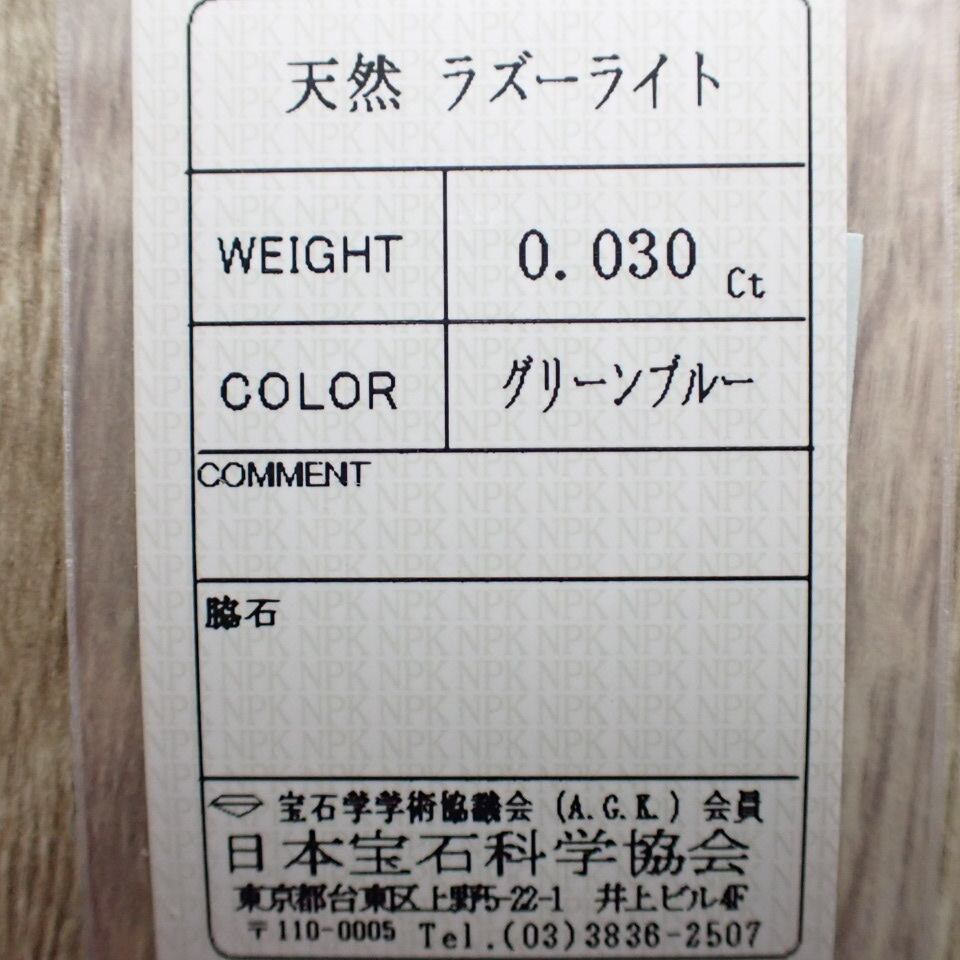 天然 ラズーライト
WEIGHT 0.030 Ct
COLOR グリーンブルー
COMMENT
脇石
宝石学学術協議会 (A.G.K.) 会員
日本宝石科学協会
東京都台東区上野5-22-1 井上ビル4F
〒110-0005 Tel.(03)3836-2507